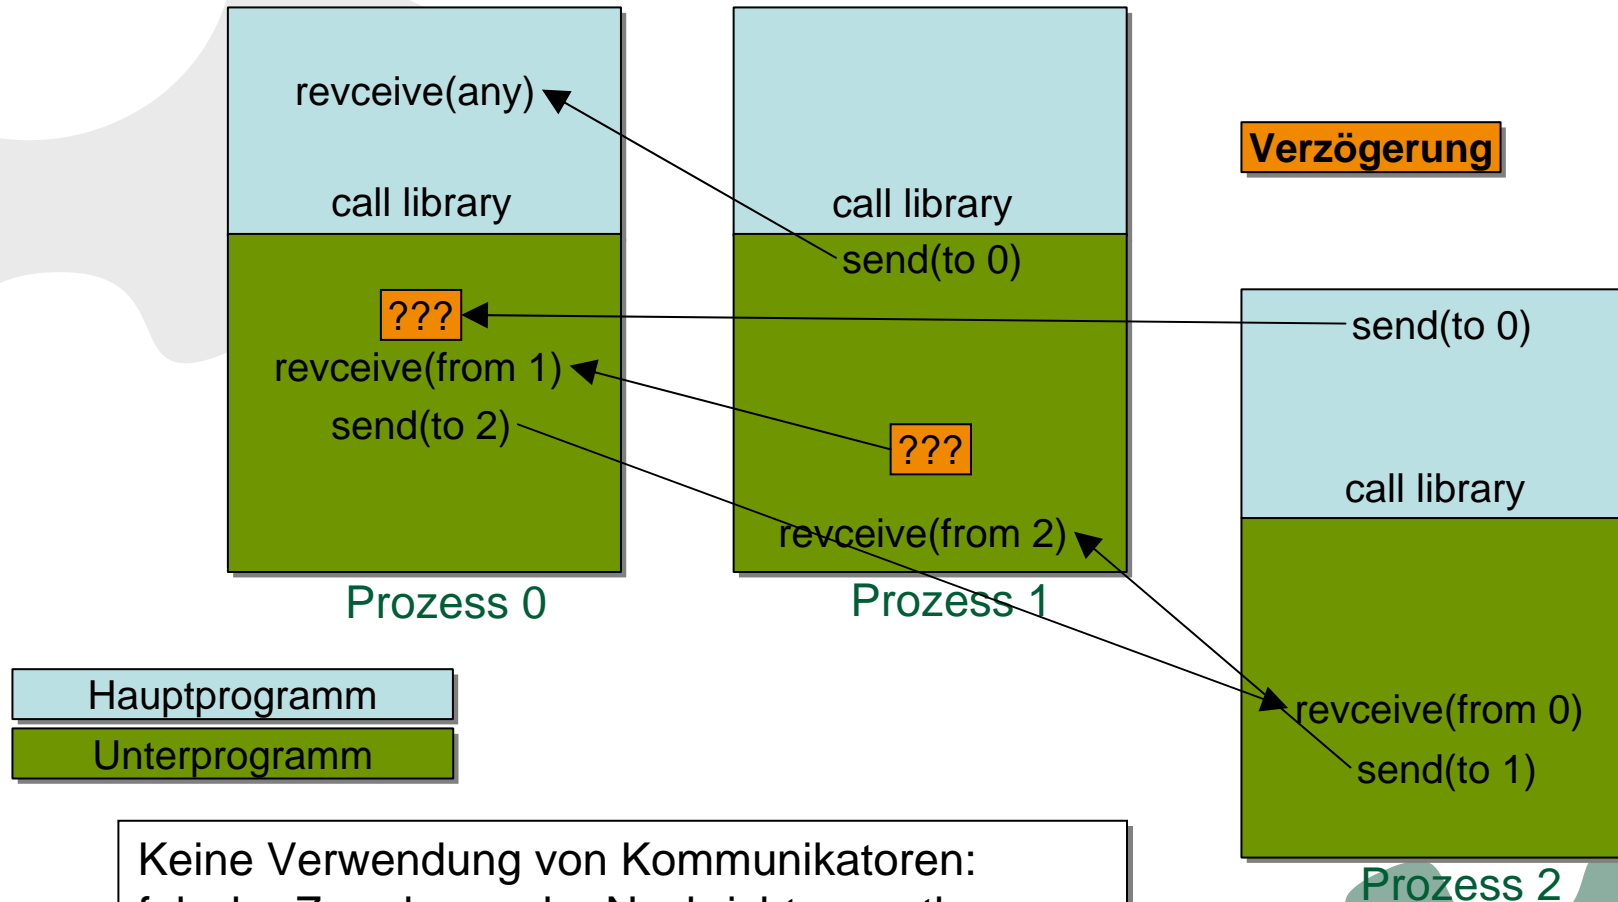 revceive(any)
call library
???
revceive(from 1)
send(to 2)
Prozess 0
call library
send(to 0)
???
revceive(from 2)
Prozess 1
Verzögerung
send(to 0)
call library
revceive(from 0)
send(to 1)
Prozess 2
Hauptprogramm
Unterprogramm
Keine Verwendung von Kommunikatoren: